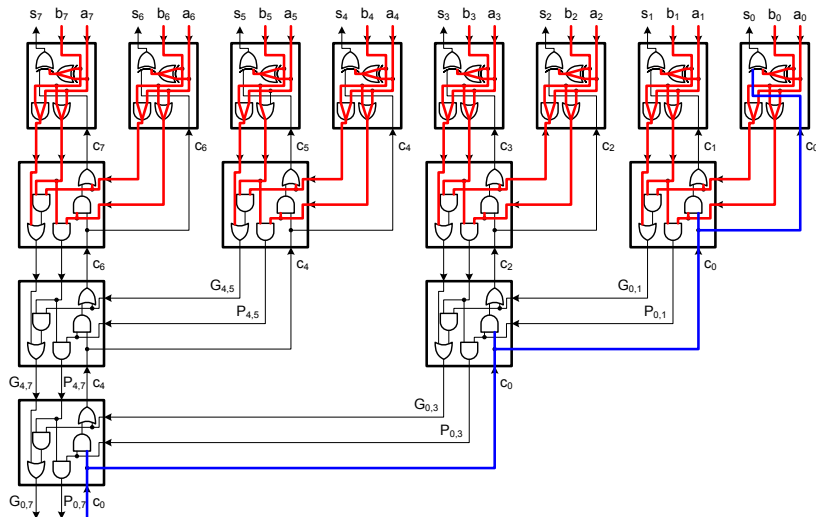 s7 b7 a7 s6 b6 a6 s5 b5 a5 s4 b4 a4 s3 b3 a3 s2 b2 a2 s1 b1 a1 s0 b0 a0
c7 c6 c5 c4 c3 c2 c1 c0
c6 c4 c2 c0
G4,5 G0,1
P4,5 P0,1
G4,7 P4,7 c4 c0
G0,3
P0,3
G0,7 P0,7 c0